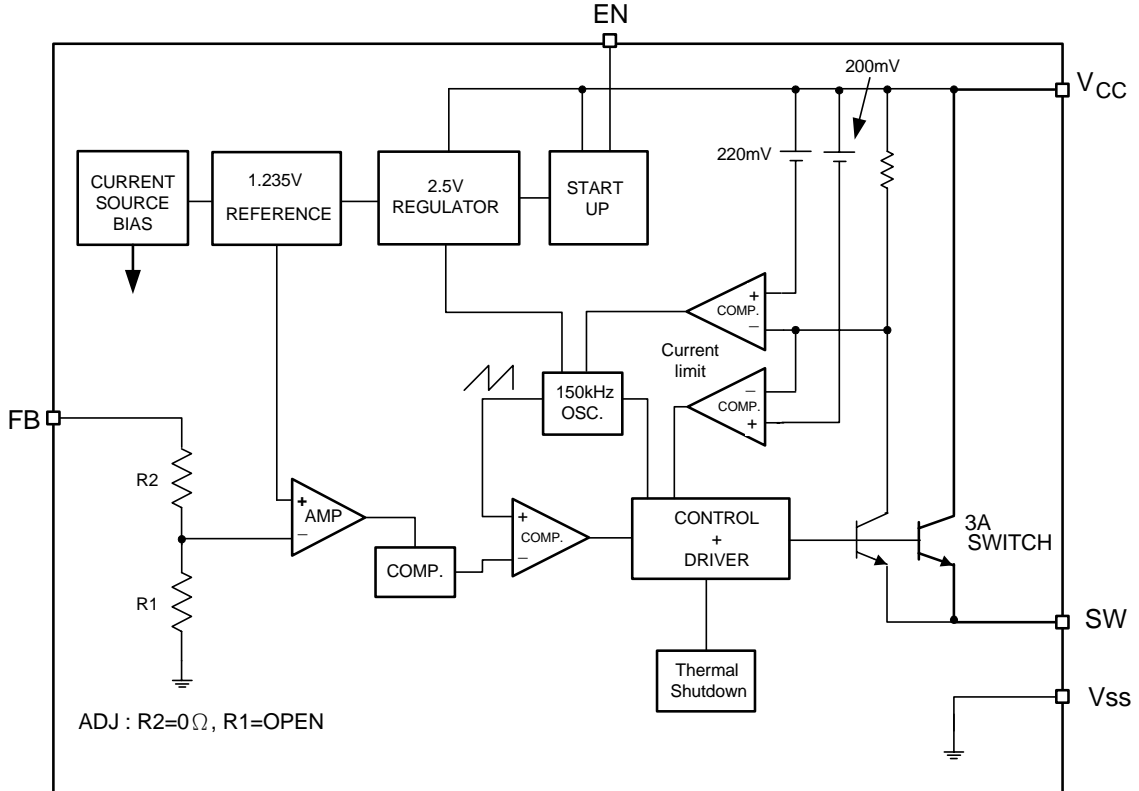 EN
200mV
VCC
220mV
CURRENT
SOURCE
BIAS
1.235V
REFERENCE
2.5V
REGULATOR
START
UP
+
COMP.
−
Current
limit
−
COMP.
+
150kHz
OSC.
FB
R2
+
AMP
−
COMP.
+
COMP.
−
CONTROL
+
DRIVER
3A
SWITCH
R1
SW
Thermal
Shutdown
Vss
ADJ : R2=0Ω, R1=OPEN